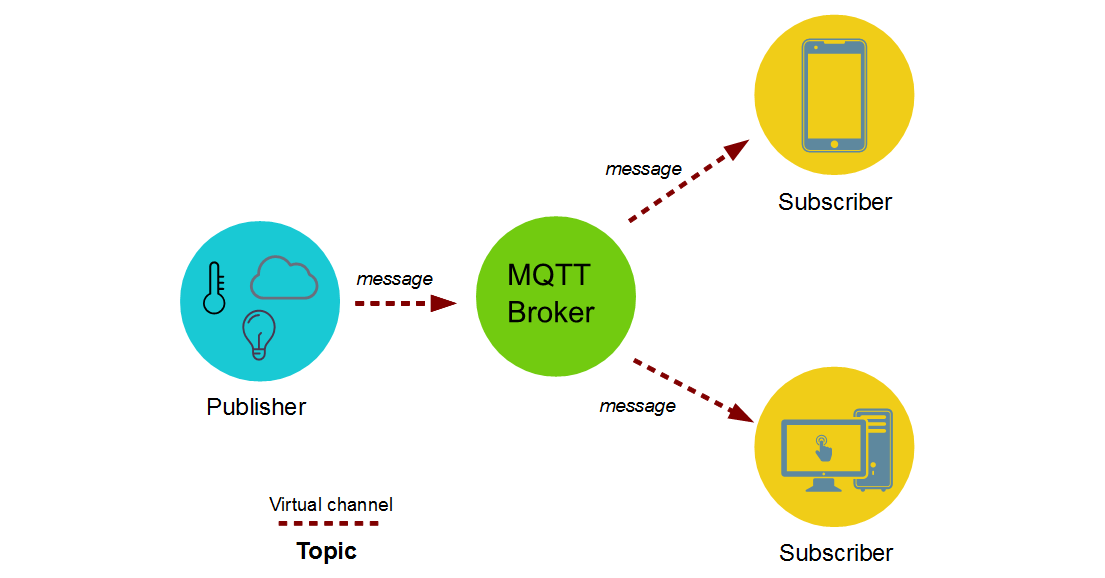 message
Subscriber
message
MQTT
Broker
Publisher
message
Virtual channel
Topic
Subscriber